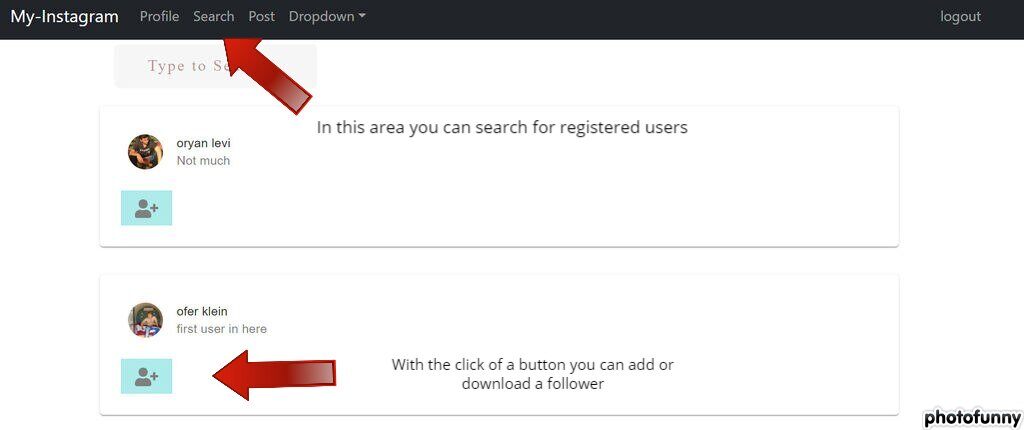 My-Instagram Profile Search Post Dropdown logout
Type to
In this area you can search for registered users
oryan levi
Not much
ofer klein
first user in here
With the click of a button you can add or
download a follower
photofunny